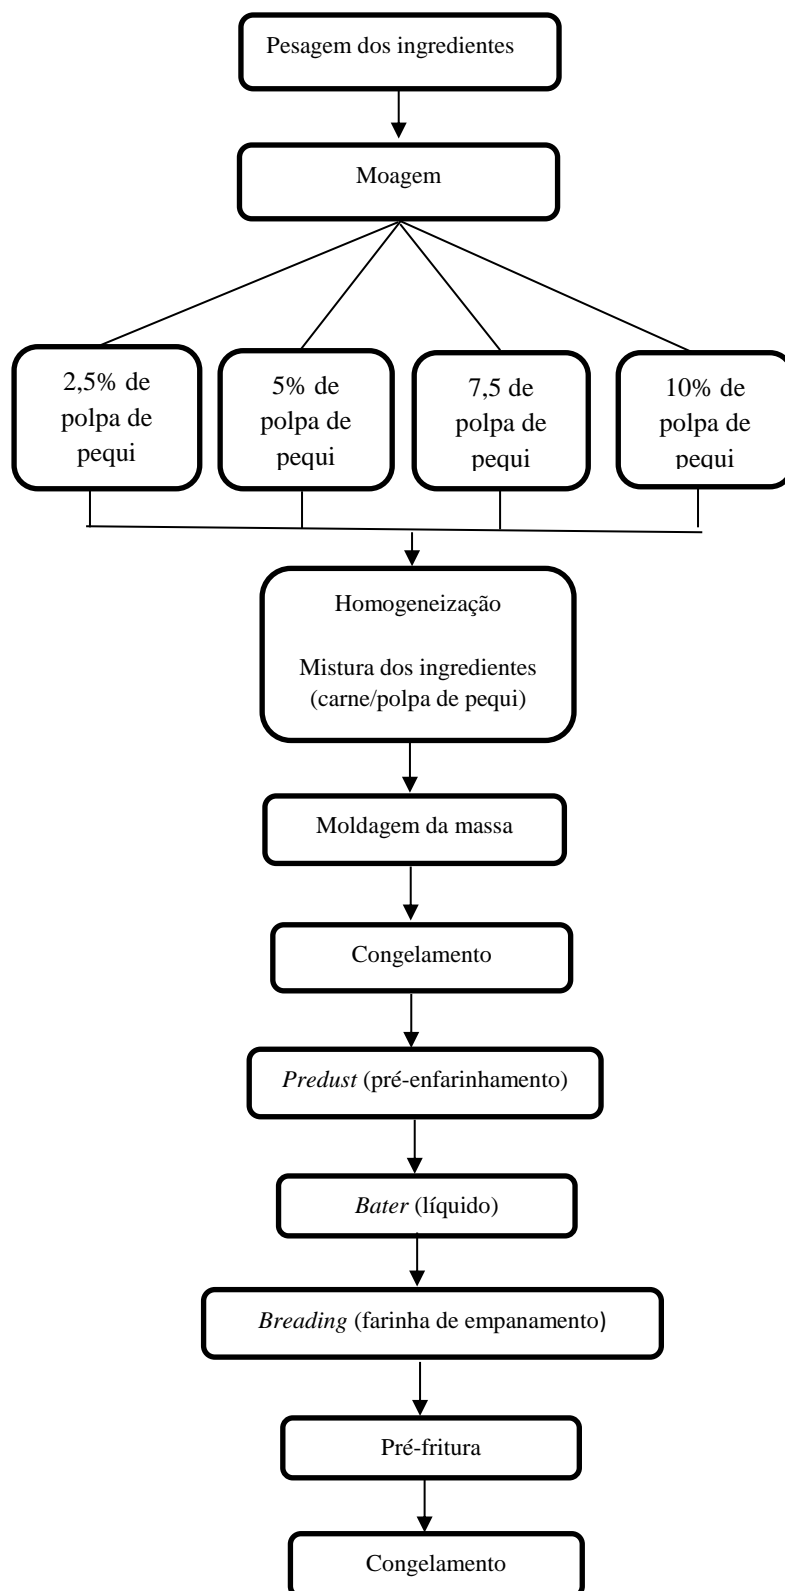 Pesagem dos ingredientes
Moagem
2,5% de
polpa de
pequi
5% de
polpa de
pequi
7,5 de
polpa de
pequi
10% de
polpa de
pequi
Homogeneização
Mistura dos ingredientes
(carne/polpa de pequi)
Moldagem da massa
Congelamento
Predust (pré-enfarinhamento)
Bater (líquido)
Breading (farinha de empanamento)
Pré-fritura
Congelamento